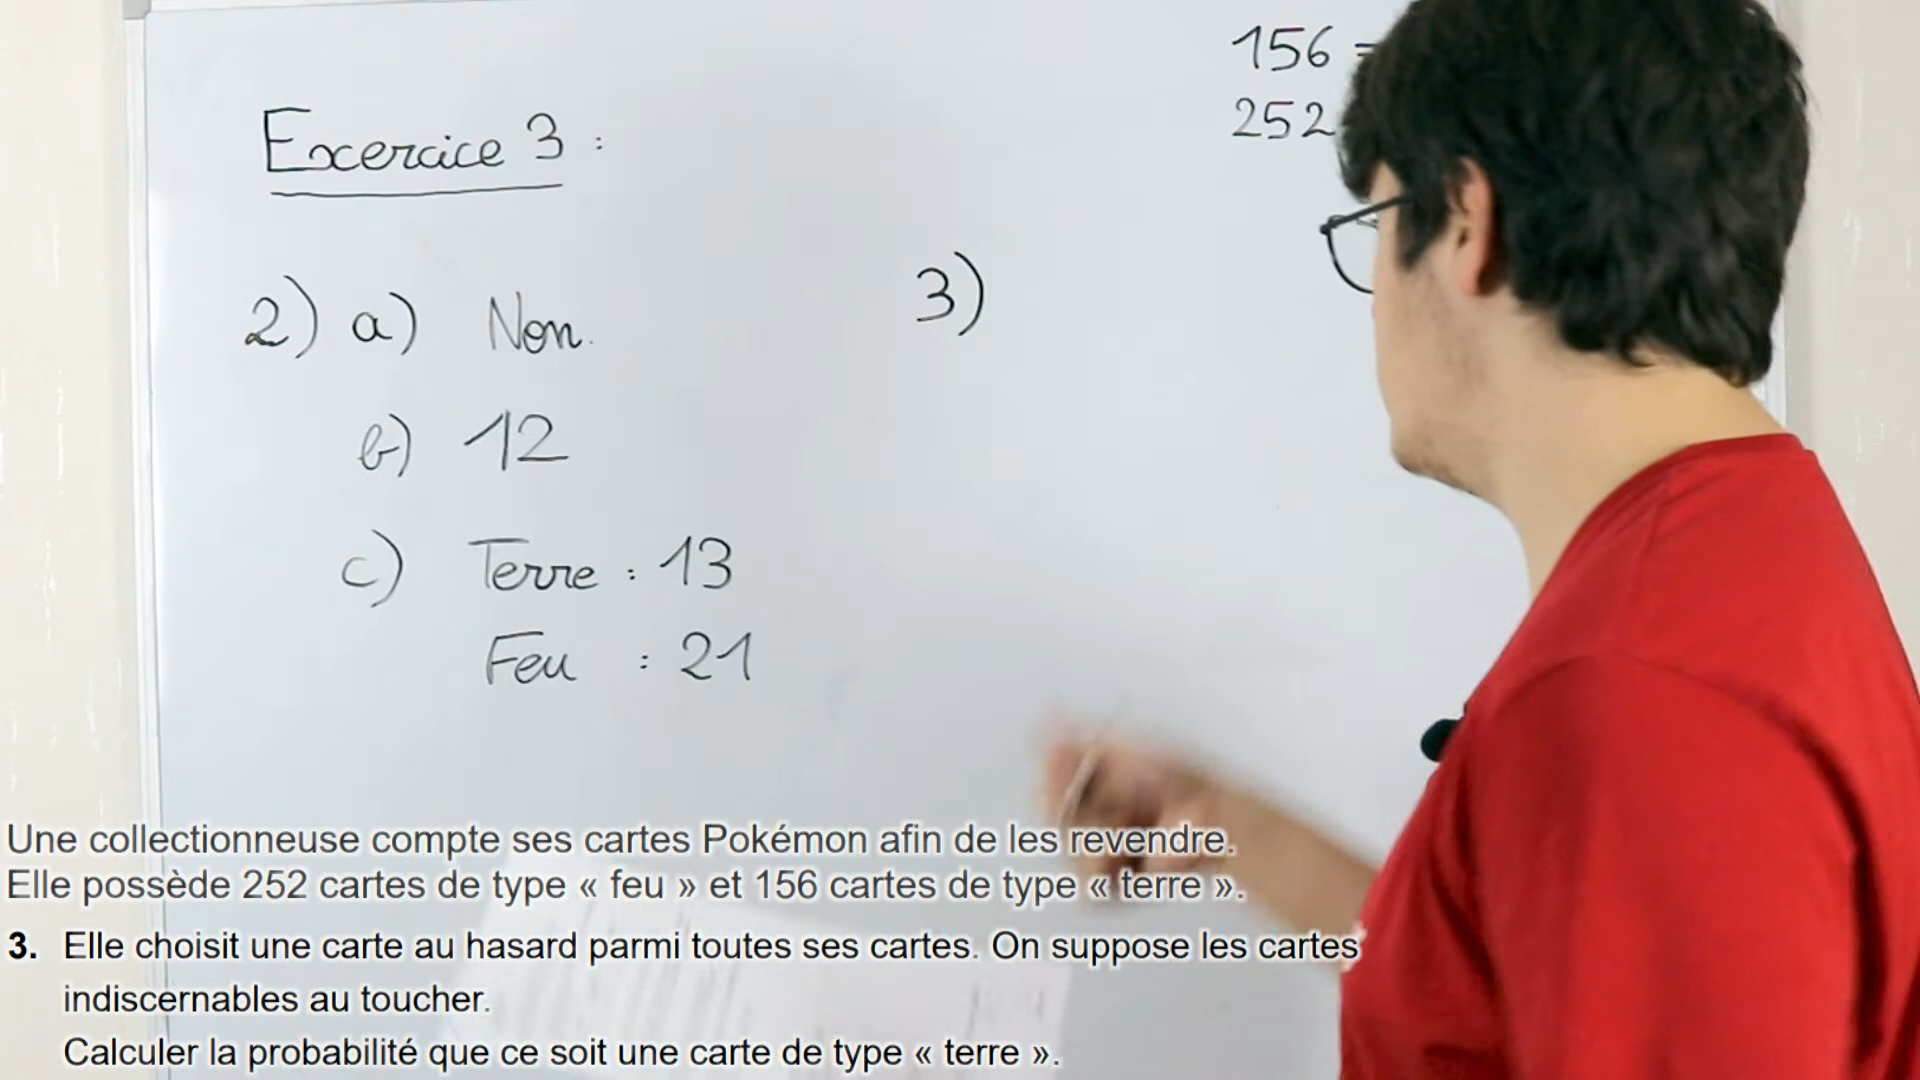 156 =
252
Excercice 3 :
2) a) Non.
b) 12
c) Terre : 13
Feu : 21
3)
Une collectionneuse compte ses cartes Pokémon afin de les revendre.
Elle possède 252 cartes de type « feu » et 156 cartes de type « terre ».
3. Elle choisit une carte au hasard parmi toutes ses cartes. On suppose les cartes
indiscernables au toucher.
Calculer la probabilité que ce soit une carte de type « terre ».